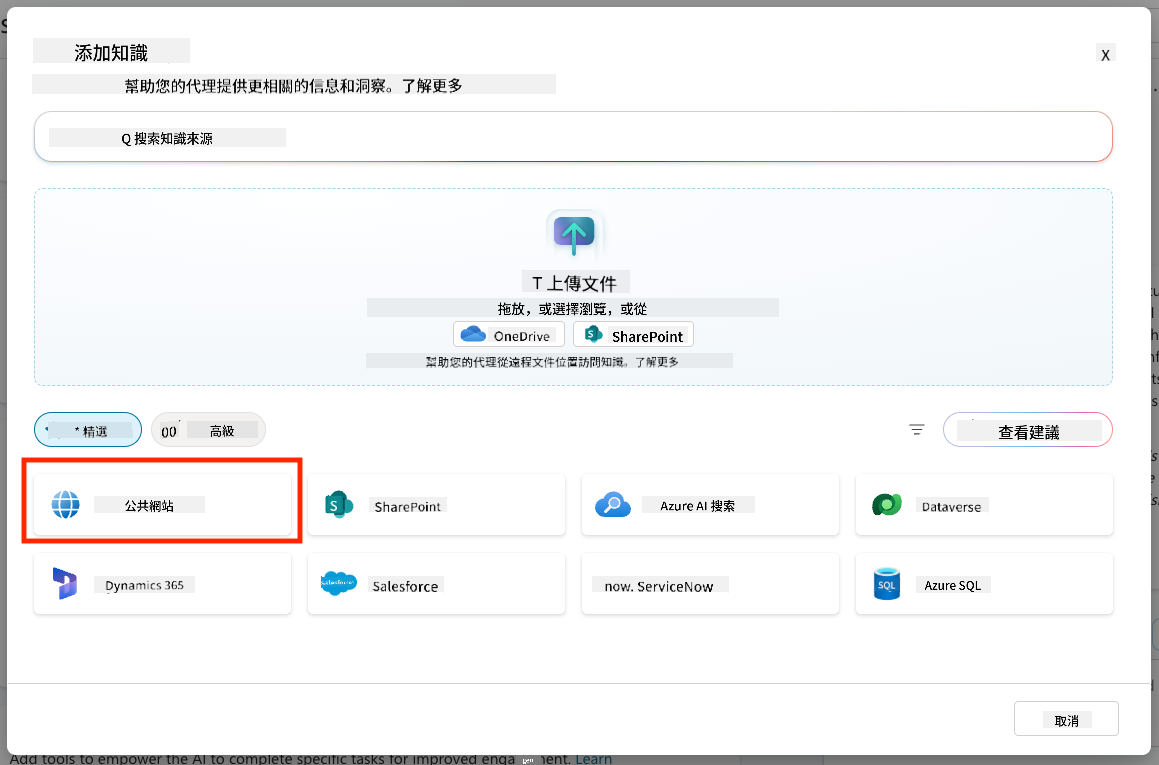 添加知識
X
幫助您的代理提供更相關的信息和洞察。了解更多
Q 搜索知識來源
T 上傳文件
拖放，或選擇瀏覽，或從
OneDrive
SharePoint
幫助您的代理從遠程文件位置訪問知識。了解更多
* 精選
00 高級
查看建議
公共網站
S SharePoint
Azure AI 搜索
Dataverse
Dynamics 365
salesforce Salesforce
now. ServiceNow
SQL Azure SQL
取消
Add tools to empower the AI to complete specific tasks for improved enga gen nent. Learn